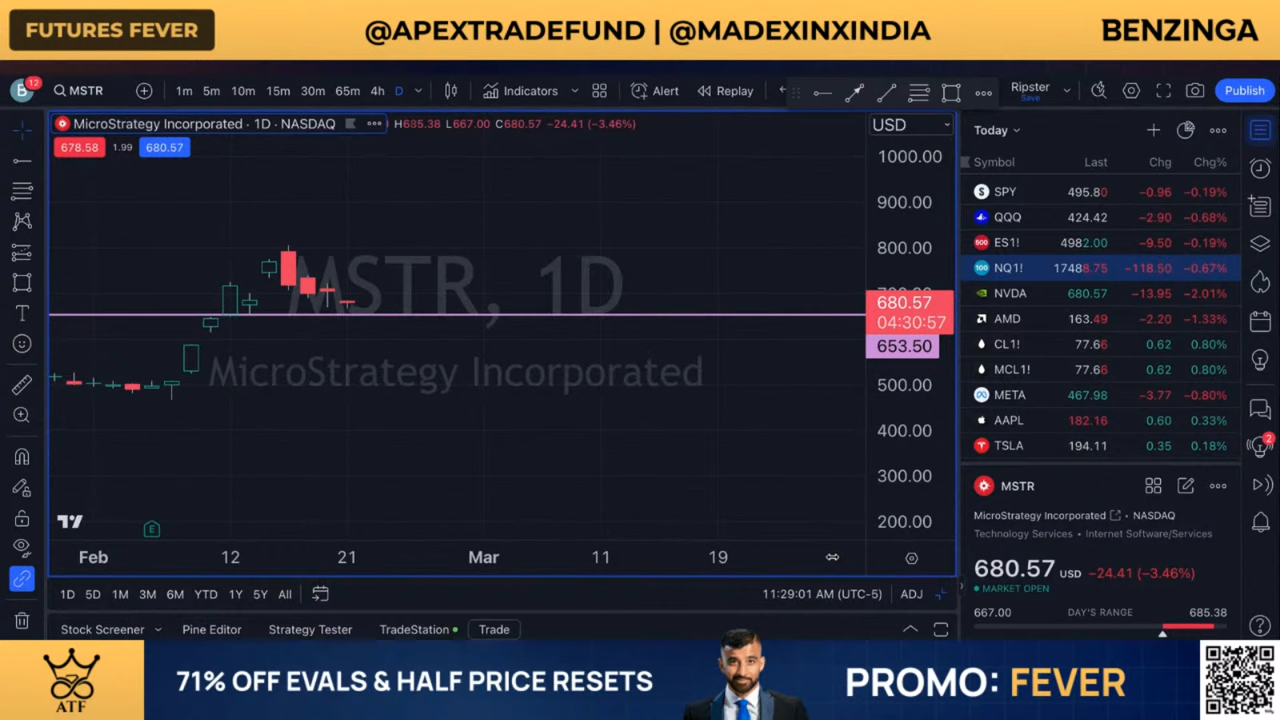 FUTURES FEVER
@APEXTRADEFUND | @MADEXINXINDIA
BENZINGA
B 12
MSTR
1m 5m 10m 15m 30m 65m 4h D
Indicators
Alert
Replay
Ripster
Save
Publish
MicroStrategy Incorporated · 1D · NASDAQ
H685.38 L667.00 C680.57 −24.41 (−3.46%)
678.58 1.99 680.57
USD
1000.00
900.00
800.00
680.57
04:30:57
653.50
500.00
400.00
300.00
200.00
MSTR, 1D
MicroStrategy Incorporated
E
Feb 12 21 Mar 11 19
1D 5D 1M 3M 6M YTD 1Y 5Y All
11:29:01 AM (UTC-5) ADJ
Stock Screener Pine Editor Strategy Tester TradeStation Trade
Today
Symbol Last Chg Chg%
SPY 495.80 −0.96 −0.19%
QQQ 424.42 −2.90 −0.68%
500 ES1! 4982.00 −9.50 −0.19%
100 NQ1! 17488.75 −118.50 −0.67%
NVDA 680.57 −13.95 −2.01%
AMD 163.49 −2.20 −1.33%
CL1! 77.66 0.62 0.80%
MCL1! 77.66 0.62 0.80%
META 467.98 −3.77 −0.80%
AAPL 182.16 0.60 0.33%
TSLA 194.11 0.35 0.18%
MSTR
MicroStrategy Incorporated • NASDAQ
Technology Services • Internet Software/Services
680.57 USD −24.41 (−3.46%)
MARKET OPEN
667.00 DAY'S RANGE 685.38
2
ATF
71% OFF EVALS & HALF PRICE RESETS
PROMO: FEVER